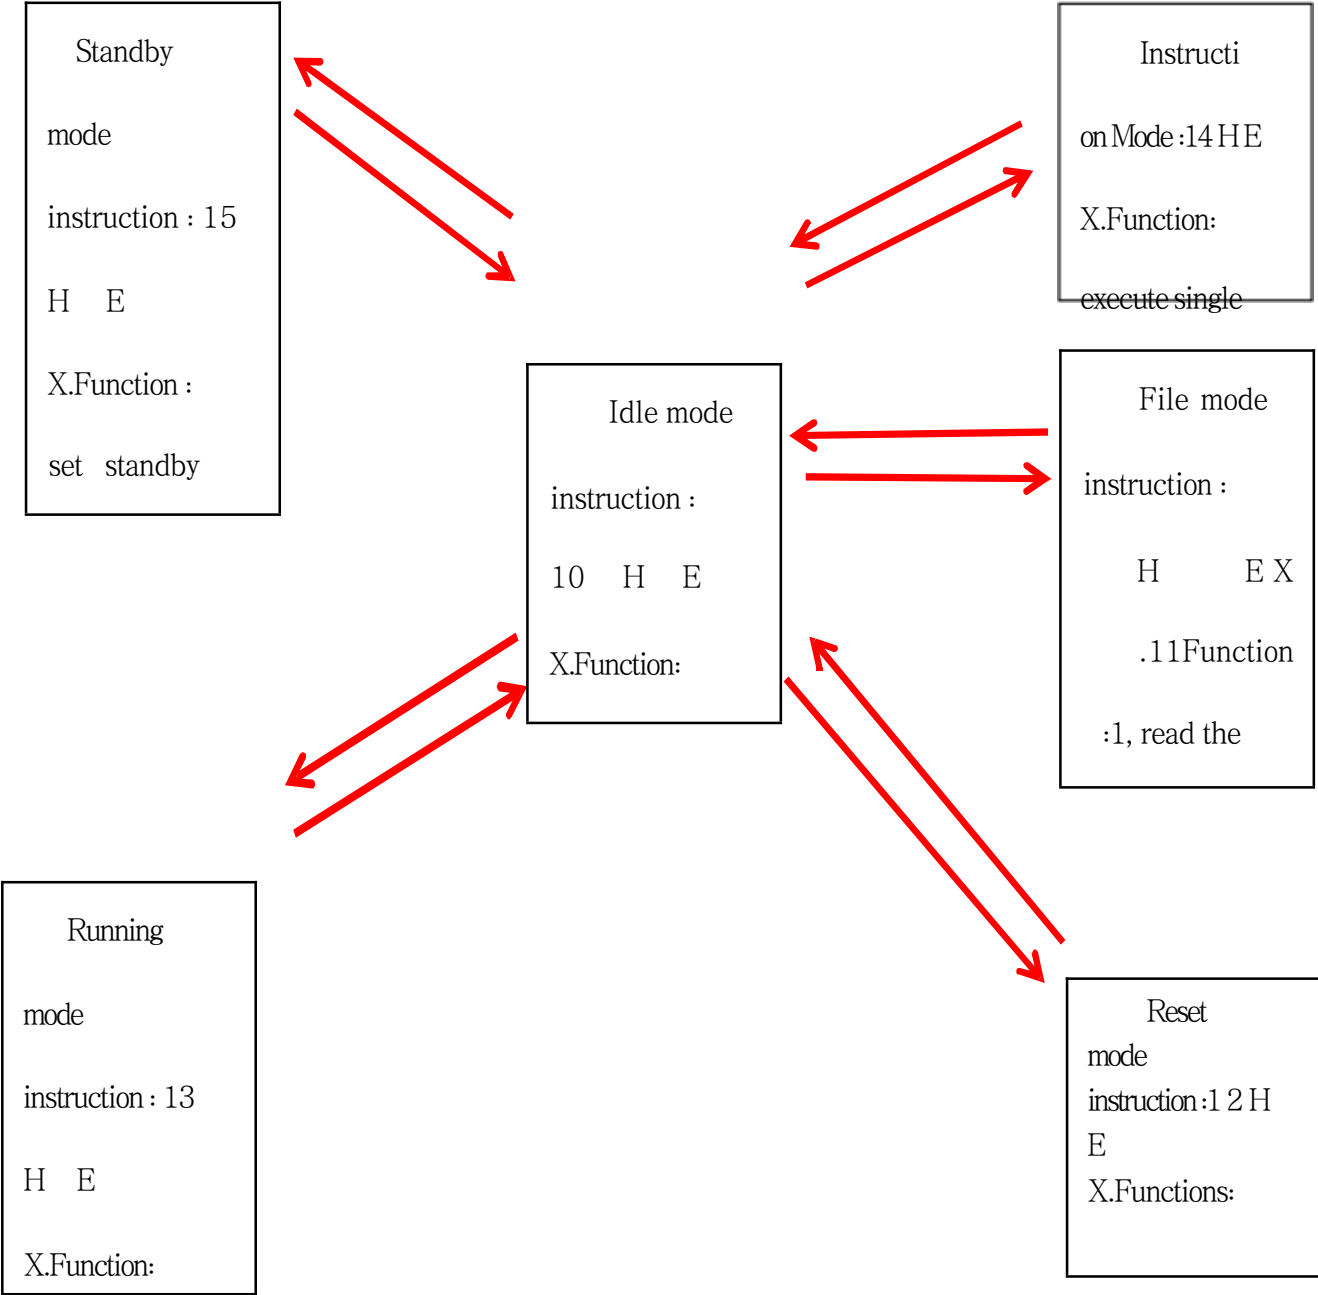 Standby
mode
instruction : 15
H E
X.Function :
set standby
Instructi
on Mode :14 H E
X.Function:
execute single
Idle mode
instruction :
10 H E
X.Function:
File mode
instruction :
H E X
.11Function
:1, read the
Running
mode
instruction : 13
H E
X.Function:
Reset
mode
instruction :1 2 H
E
X.Functions: